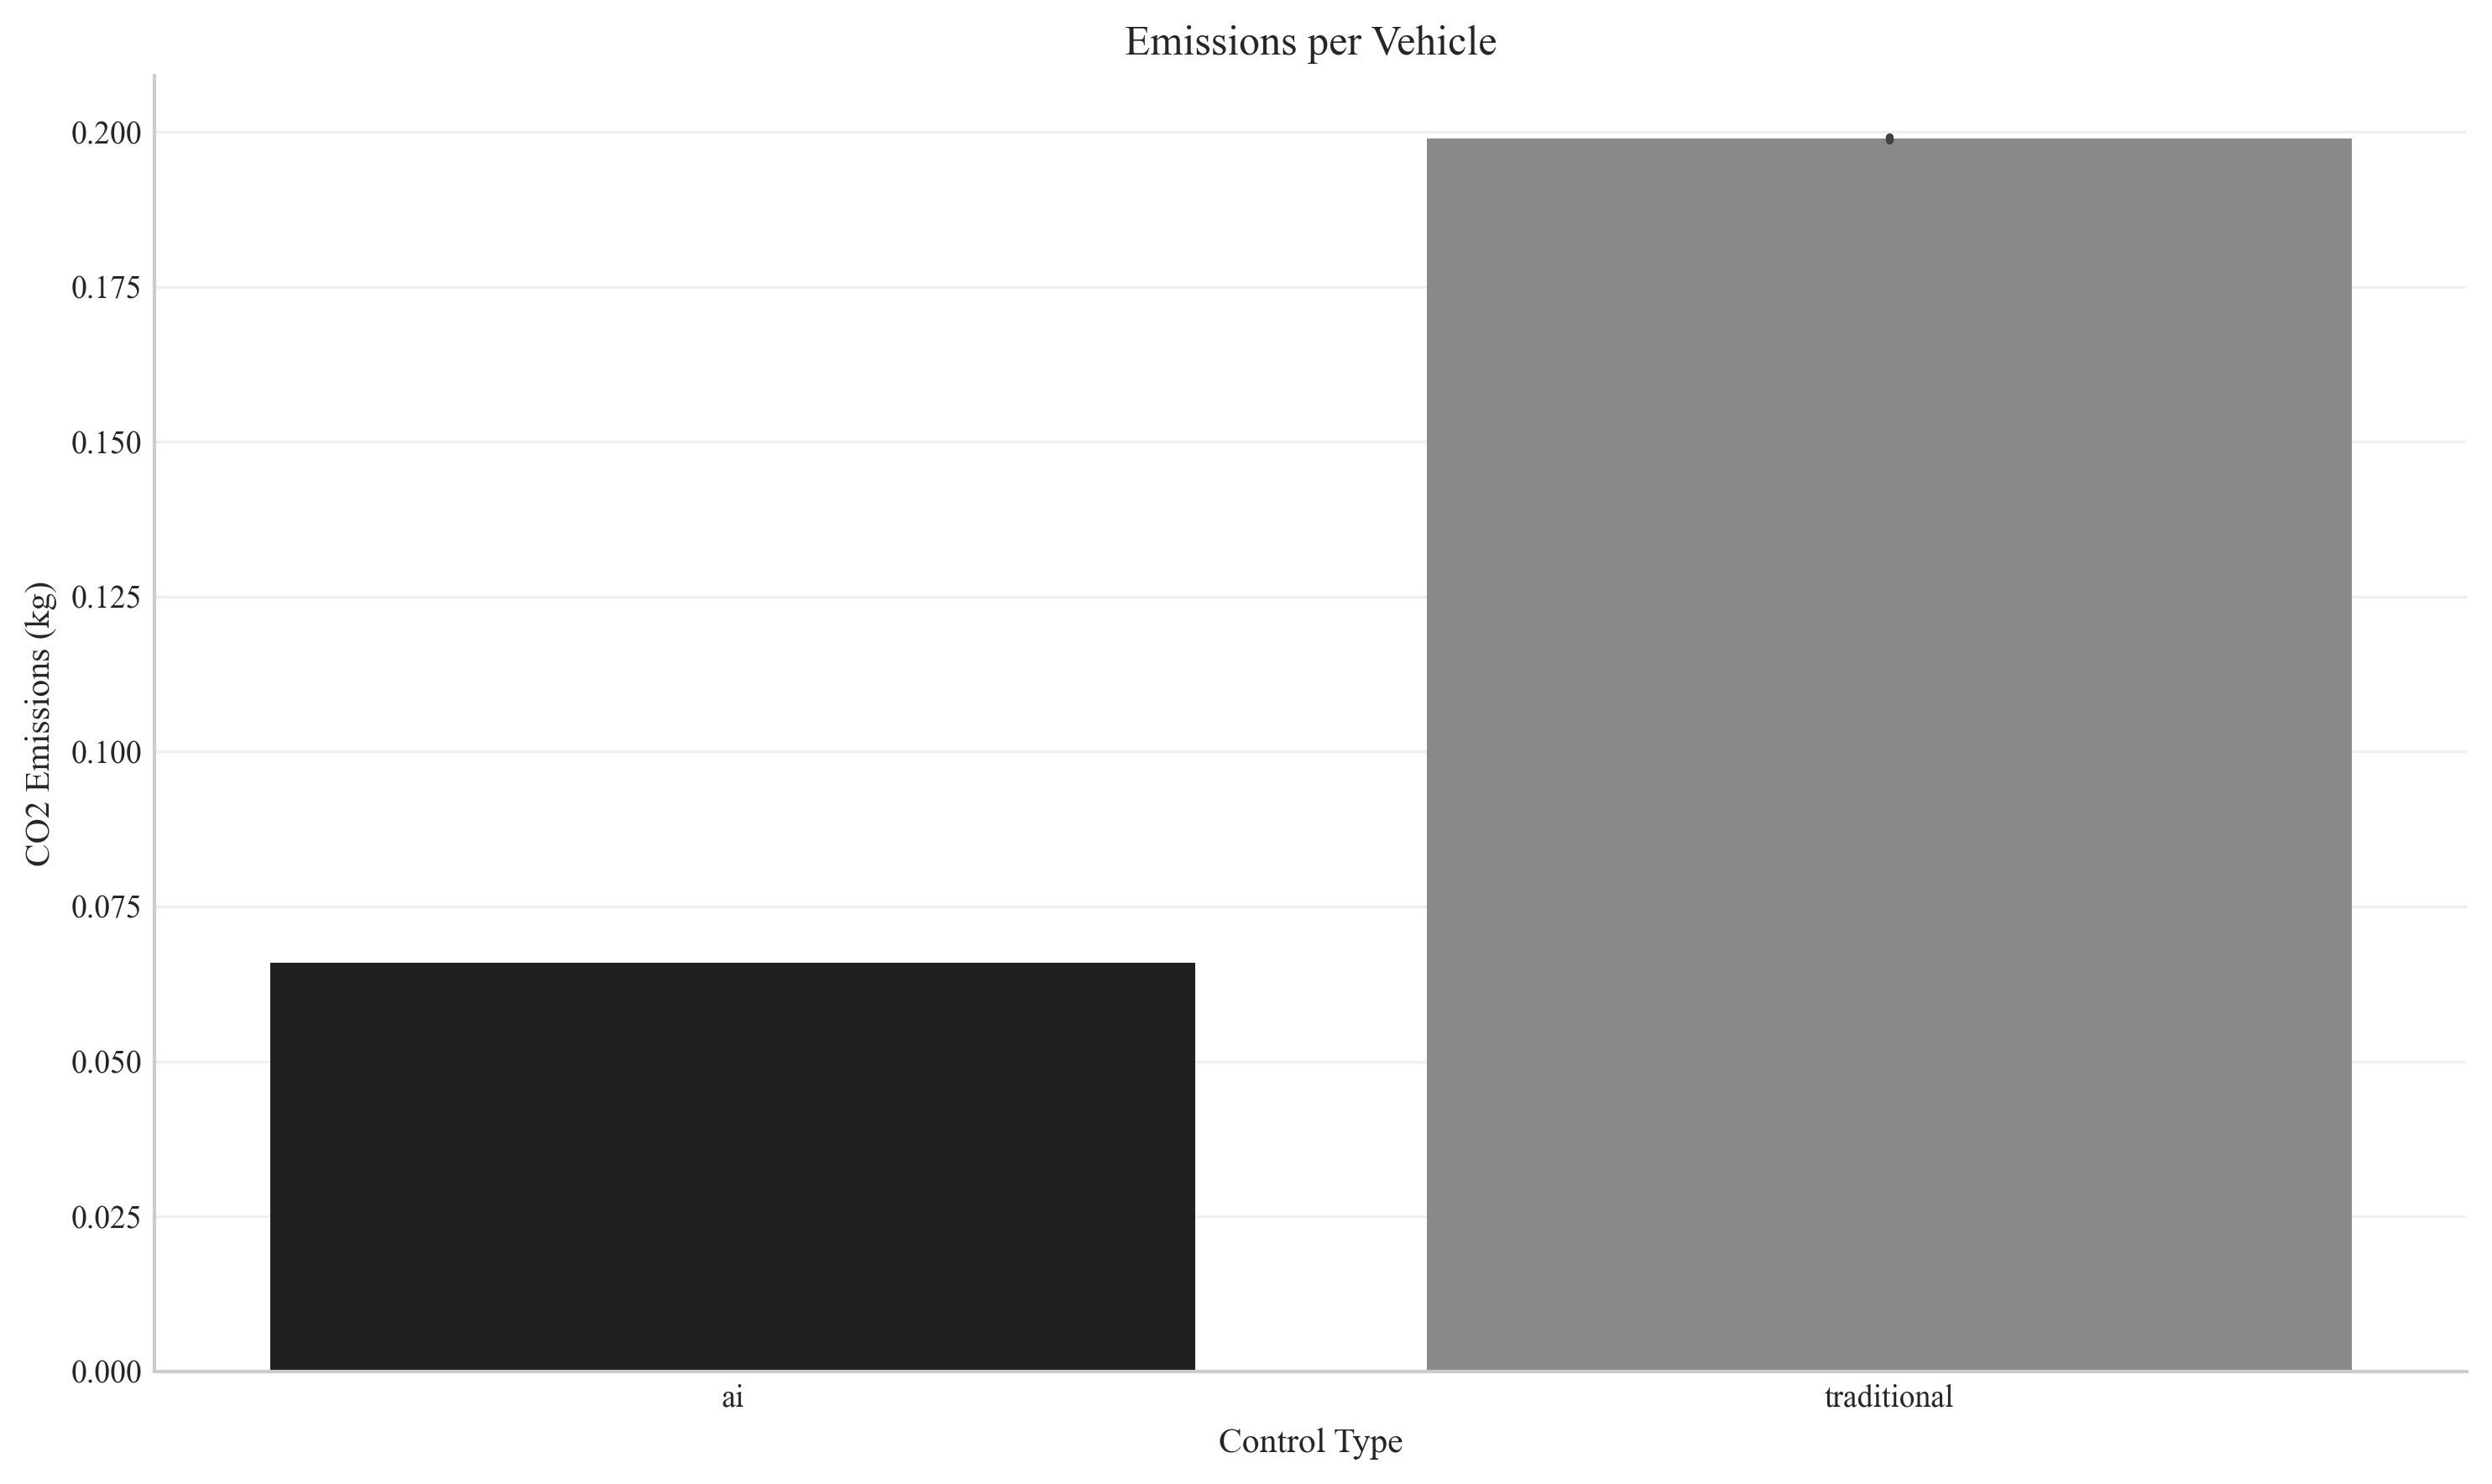 Emissions per Vehicle
CO2 Emissions (kg)
0.200
0.175
0.150
0.125
0.100
0.075
0.050
0.025
0.000
ai
traditional
Control Type